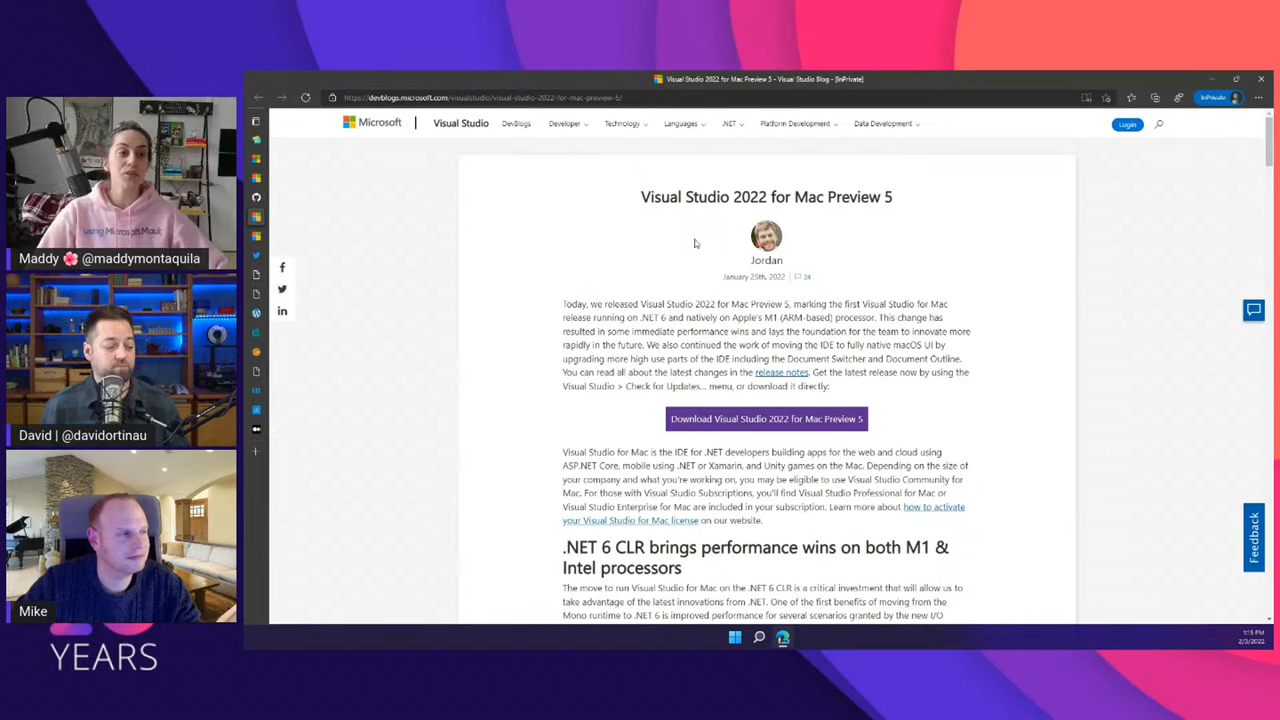 using Microsoft.Maui;
Maddy 🌸 @maddymontaquila
David | @davidortinau
Mike
YEARS
Visual Studio 2022 for Mac Preview 5 - Visual Studio Blog - [InPrivate]
https://devblogs.microsoft.com/visualstudio/visual-studio-2022-for-mac-preview-5/
InPrivate
Microsoft | Visual Studio DevBlogs Developer Technology Languages .NET Platform Development Data Development Login
Visual Studio 2022 for Mac Preview 5
Jordan
January 25th, 2022 24
Today, we released Visual Studio 2022 for Mac Preview 5, marking the first Visual Studio for Mac
release running on .NET 6 and natively on Apple's M1 (ARM-based) processor. This change has
resulted in some immediate performance wins and lays the foundation for the team to innovate more
rapidly in the future. We also continued the work of moving the IDE to fully native macOS UI by
upgrading more high use parts of the IDE including the Document Switcher and Document Outline.
You can read all about the latest changes in the release notes. Get the latest release now by using the
Visual Studio > Check for Updates... menu, or download it directly:
Download Visual Studio 2022 for Mac Preview 5
Visual Studio for Mac is the IDE for .NET developers building apps for the web and cloud using
ASP.NET Core, mobile using .NET or Xamarin, and Unity games on the Mac. Depending on the size of
your company and what you're working on, you may be eligible to use Visual Studio Community for
Mac. For those with Visual Studio Subscriptions, you'll find Visual Studio Professional for Mac or
Visual Studio Enterprise for Mac are included in your subscription. Learn more about how to activate
your Visual Studio for Mac license on our website.
.NET 6 CLR brings performance wins on both M1 &
Intel processors
The move to run Visual Studio for Mac on the .NET 6 CLR is a critical investment that will allow us to
take advantage of the latest innovations from .NET. One of the first benefits of moving from the
Mono runtime to .NET 6 is improved performance for several scenarios granted by the new I/O
Feedback
1:15 PM
2/3/2022